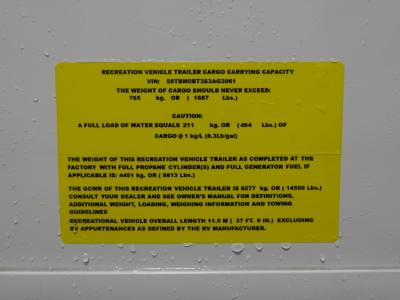 RECREATION VEHICLE TRAILER CARGO CARRYING CAPACITY
VIN: 58TBM0BT3S3AG3061
THE WEIGHT OF CARGO SHOULD NEVER EXCEED:
765 kg. OR ( 1687 Lbs.)
CAUTION:
A FULL LOAD OF WATER EQUALS 211 kg. OR (464 Lbs.) OF
CARGO @ 1 kg/L (8.3Lb/gal)
THE WEIGHT OF THIS RECREATION VEHICLE TRAILER AS COMPLETED AT THE
FACTORY WITH FULL PROPANE CYLINDER(S) AND FULL GENERATOR FUEL IF
APPLICABLE IS: 4451 kg. OR ( 9813 Lbs.)
THE GCWR OF THIS RECREATION VEHICLE TRAILER IS 6577 kg. OR ( 14500 Lbs.)
CONSULT YOUR DEALER AND SEE OWNER'S MANUAL FOR DEFINITIONS,
ADDITIONAL WEIGHT, LOADING, WEIGHING INFORMATION AND TOWING
GUIDELINES
RECREATIONAL VEHICLE OVERALL LENGTH 11.5 M ( 37 FT. 9 IN.) EXCLUDING
RV APPURTENANCES AS DEFINED BY THE RV MANUFACTURER.